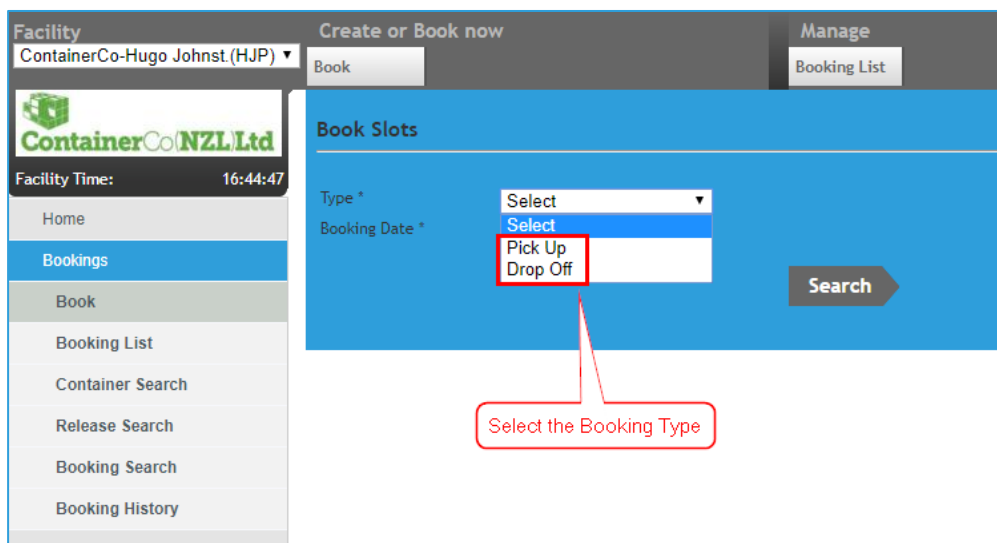 Facility
ContainerCo-Hugo Johnst.(HJP)
Create or Book now
Book
Manage
Booking List
ContainerCo(NZL)Ltd
Facility Time: 16:44:47
Home
Bookings
Book
Booking List
Container Search
Release Search
Booking Search
Booking History
Book Slots
Type * Select
Booking Date * Select
Pick Up
Drop Off
Search
Select the Booking Type